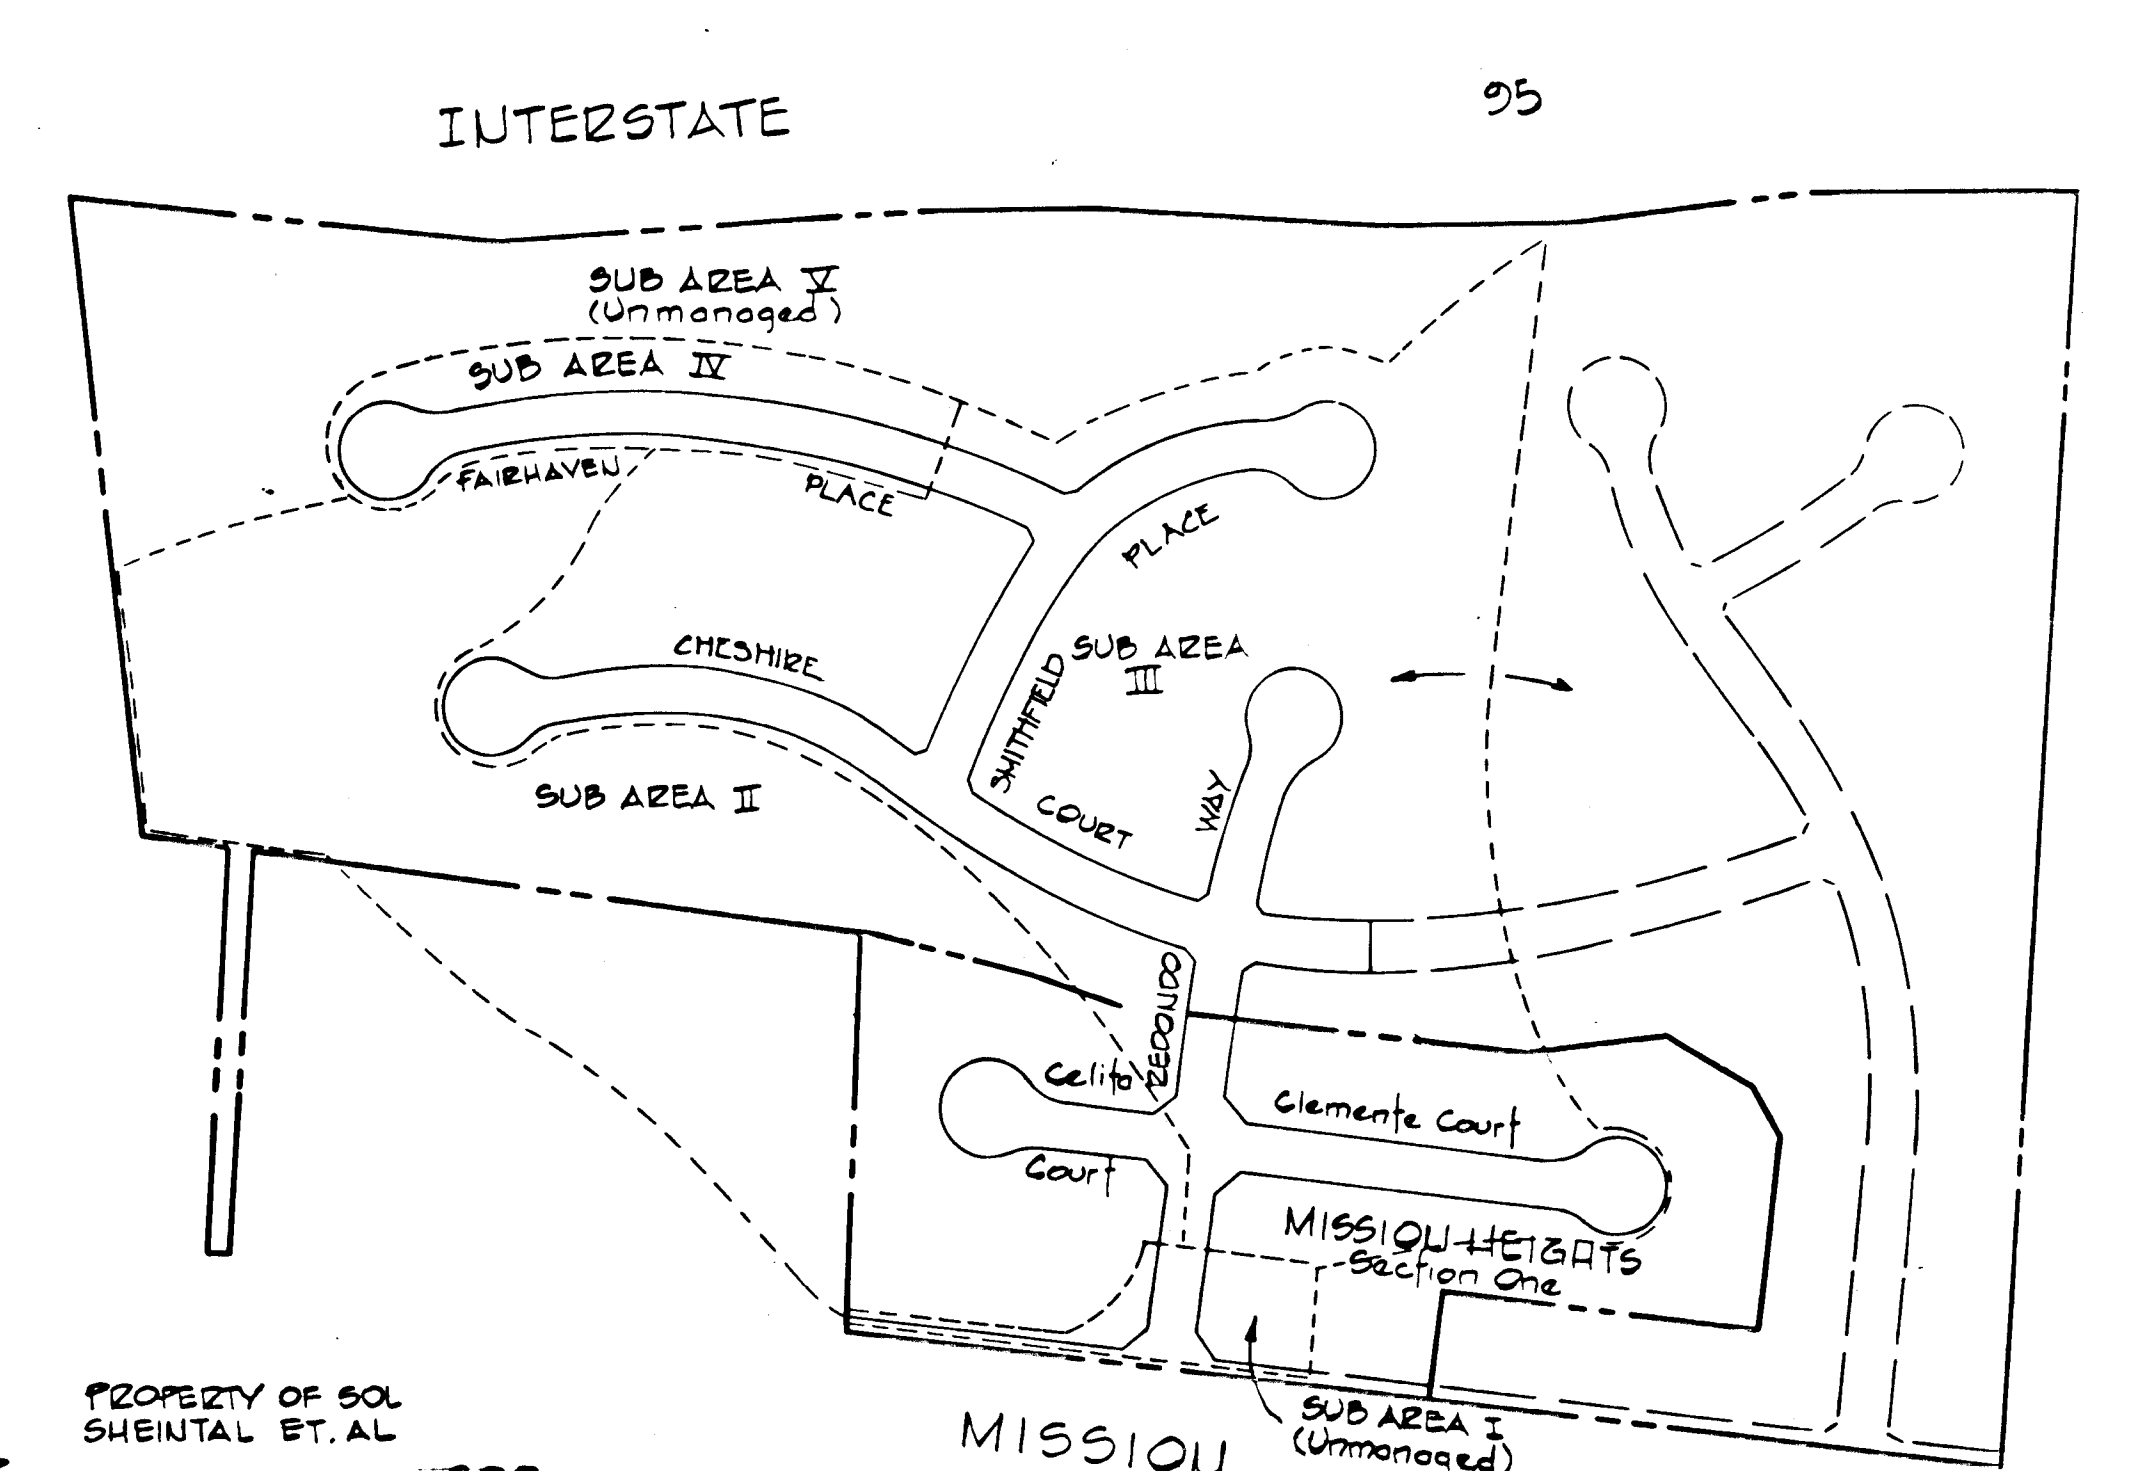 INTERSTATE 95
SUB AREA V
(Unmanaged)
SUB AREA IV
FAIRHAVEN PLACE
PLACE
CHESHIRE
SUB AREA
III
SMITHFIELD
SUB AREA II
COURT
WAY
REDONDO
Celito
Clemente Court
Court
MISSION HEIGHTS
Section One
PROPERTY OF SOL
SHEINTAL ET. AL
SUB AREA I
(Unmanaged)
MISSION